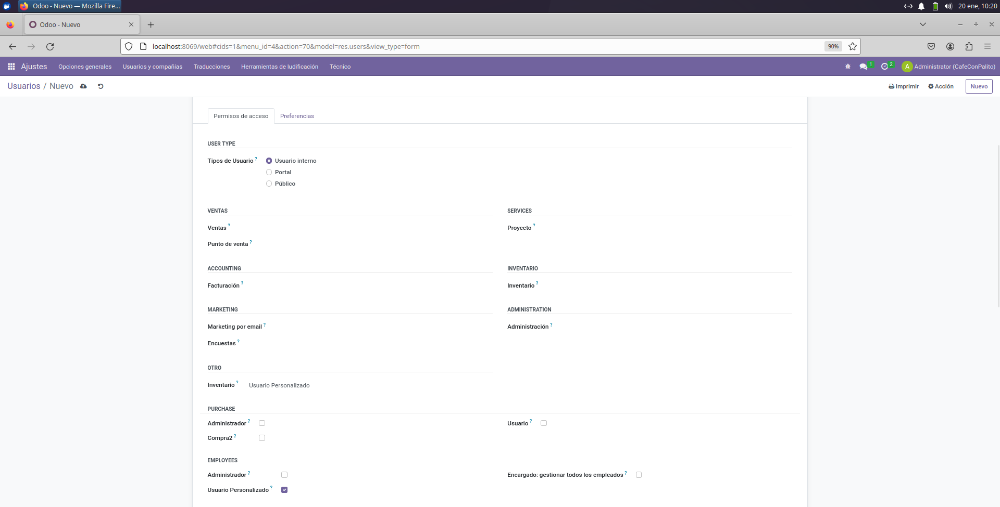 Odoo - Nuevo — Mozilla Fire...
20 ene, 10:20
Odoo - Nuevo
localhost:8069/web#cids=1&menu_id=4&action=70&model=res.users&view_type=form
90%
Ajustes Opciones generales Usuarios y compañías Traducciones Herramientas de ludificación Técnico
1 2 A Administrator (CafeConPalito)
Usuarios / Nuevo
Imprimir Acción Nuevo
Permisos de acceso Preferencias
USER TYPE
Tipos de Usuario ? Usuario interno
Portal
Público
VENTAS
Ventas ?
Punto de venta ?
SERVICES
Proyecto ?
ACCOUNTING
Facturación ?
INVENTARIO
Inventario ?
MARKETING
Marketing por email ?
Encuestas ?
ADMINISTRATION
Administración ?
OTRO
Inventario ? Usuario Personalizado
PURCHASE
Administrador ?
Usuario ?
Compra2 ?
EMPLOYEES
Administrador ?
Encargado: gestionar todos los empleados ?
Usuario Personalizado ?